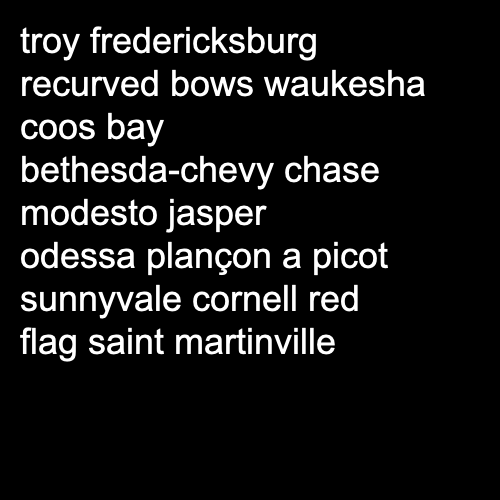 troy fredericksburg
recurved bows waukesha
coos bay
bethesda-chevy chase
modesto jasper
odessa plançon a picot
sunnyvale cornell red
flag saint martinville